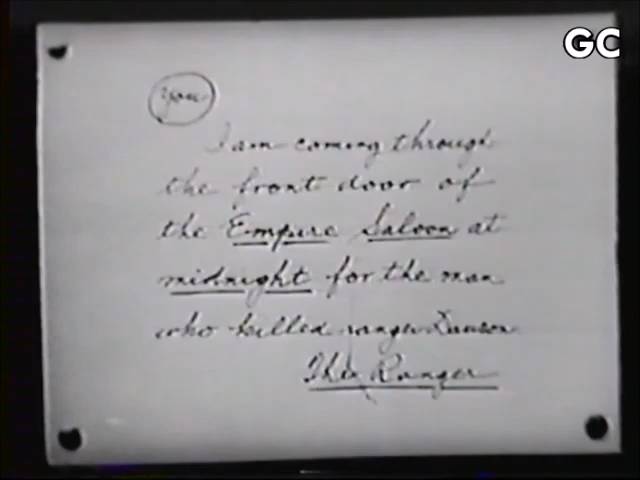 GC
you
I am coming through
the front door of
the Empire Saloon at
midnight for the man
who killed ranger Dawson
The Ranger